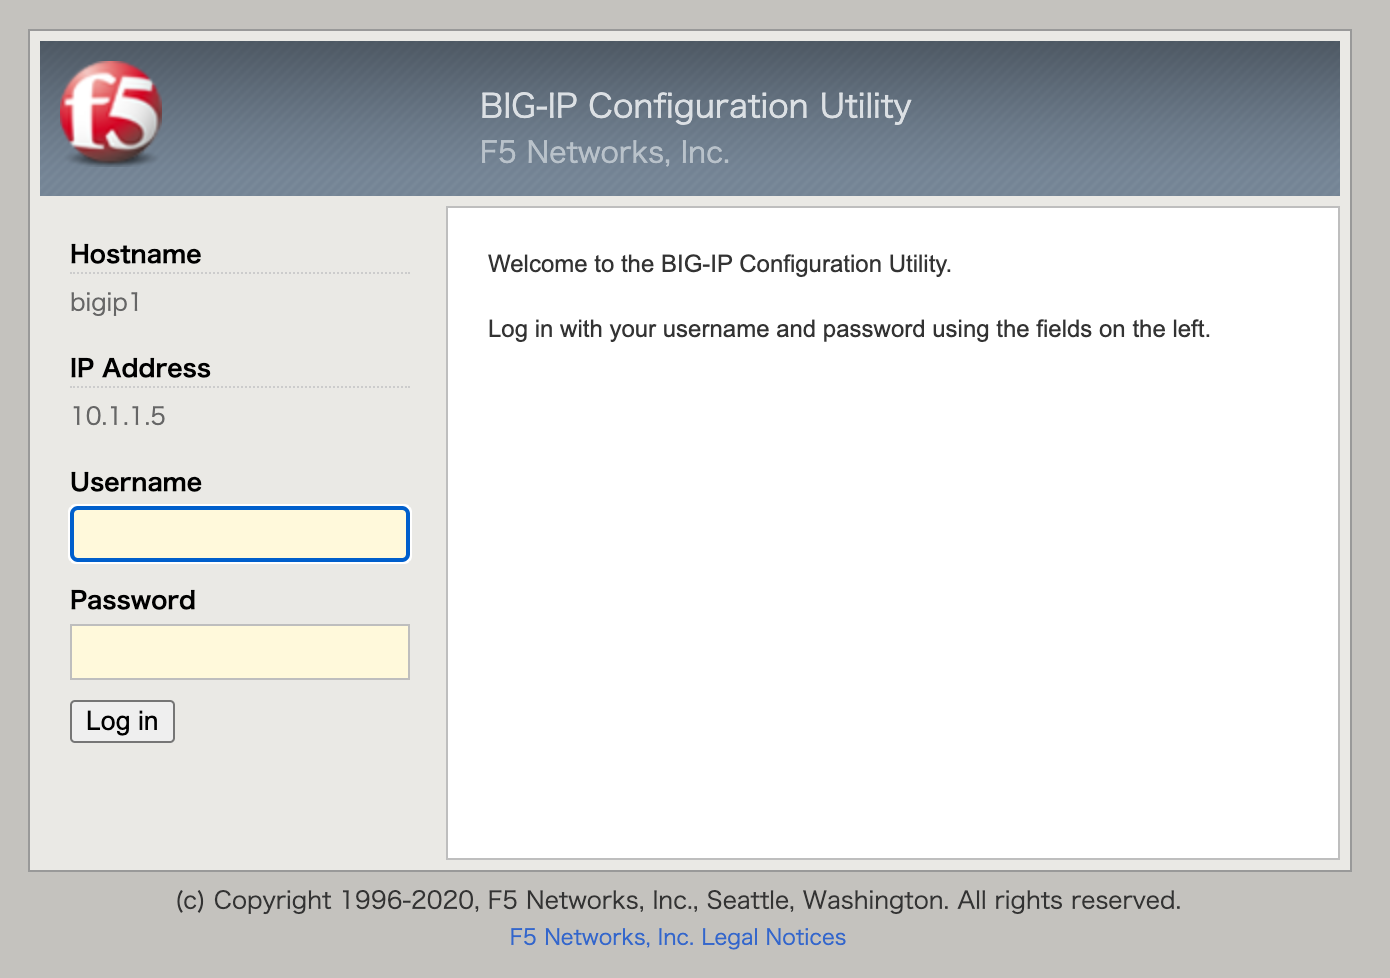 f5
BIG-IP Configuration Utility
F5 Networks, Inc.
Hostname
bigip1
IP Address
10.1.1.5
Username
Password
Log in
Welcome to the BIG-IP Configuration Utility.
Log in with your username and password using the fields on the left.
(c) Copyright 1996-2020, F5 Networks, Inc., Seattle, Washington. All rights reserved.
F5 Networks, Inc. Legal Notices